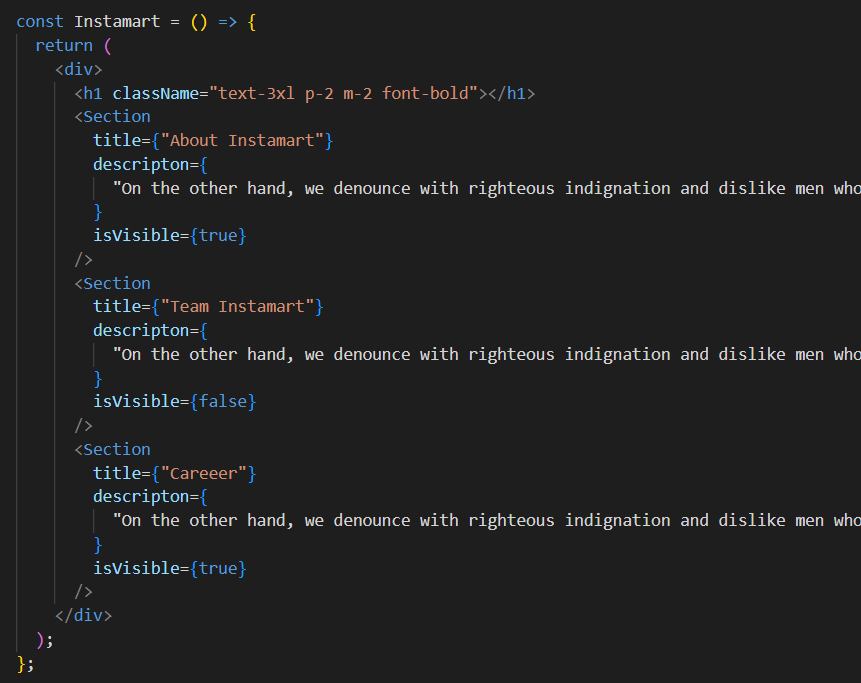 const Instamart = () => {
  return (
    <div>
      <h1 className="text-3xl p-2 m-2 font-bold"></h1>
      <Section
        title={"About Instamart"}
        descripton={
          "On the other hand, we denounce with righteous indignation and dislike men who
        }
        isVisible={true}
      />
      <Section
        title={"Team Instamart"}
        descripton={
          "On the other hand, we denounce with righteous indignation and dislike men who
        }
        isVisible={false}
      />
      <Section
        title={"Careeer"}
        descripton={
          "On the other hand, we denounce with righteous indignation and dislike men who
        }
        isVisible={true}
      />
    </div>
  );
};